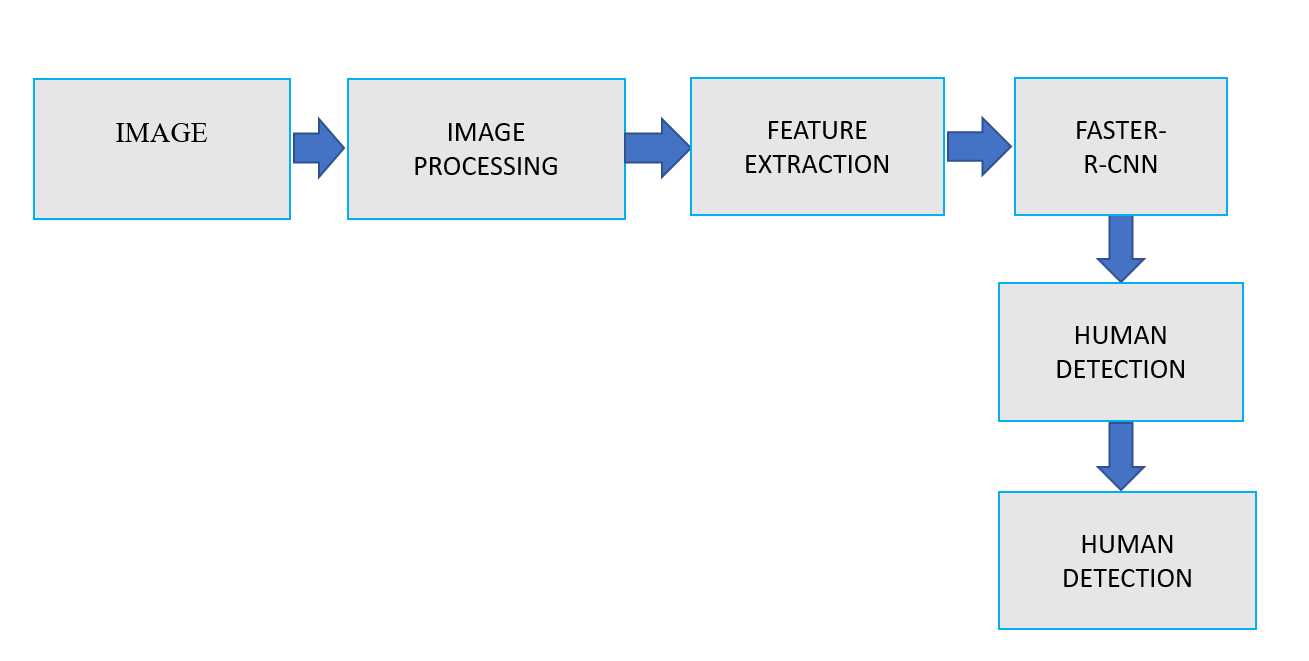 IMAGE
IMAGE
PROCESSING
FEATURE
EXTRACTION
FASTER-
R-CNN
HUMAN
DETECTION
HUMAN
DETECTION